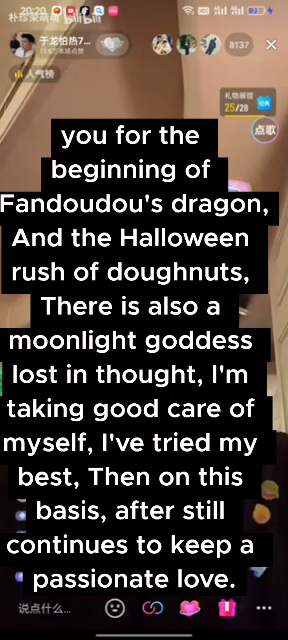 20:20
bilibili
于龙怕热7...
8137
人气榜
礼物展馆
25/28
点歌
you for the
beginning of
Fandoudou's dragon,
And the Halloween
rush of doughnuts,
There is also a
moonlight goddess
lost in thought, I'm
taking good care of
myself, I've tried my
best, Then on this
basis, after still
continues to keep a
passionate love.
说点什么...